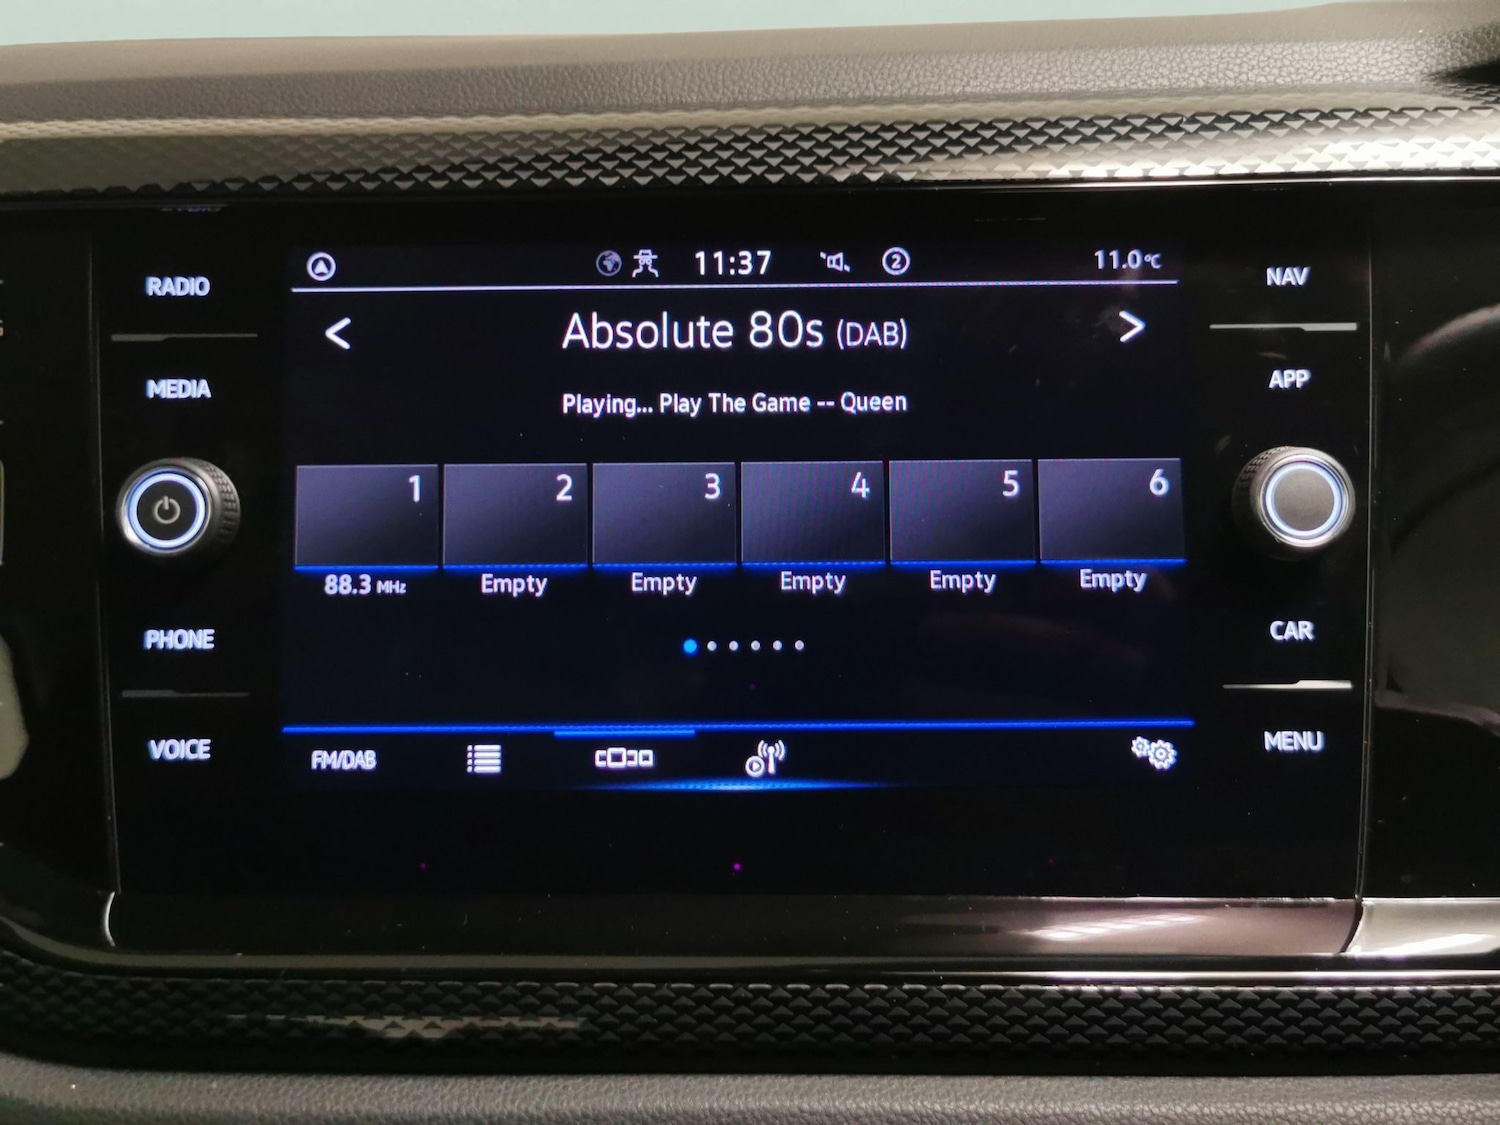 RADIO
MEDIA
PHONE
VOICE
11:37
2
11.0°C
Absolute 80s (DAB)
Playing... Play The Game -- Queen
1
2
3
4
5
6
88.3 MHz
Empty
Empty
Empty
Empty
Empty
FM/DAB
NAV
APP
CAR
MENU